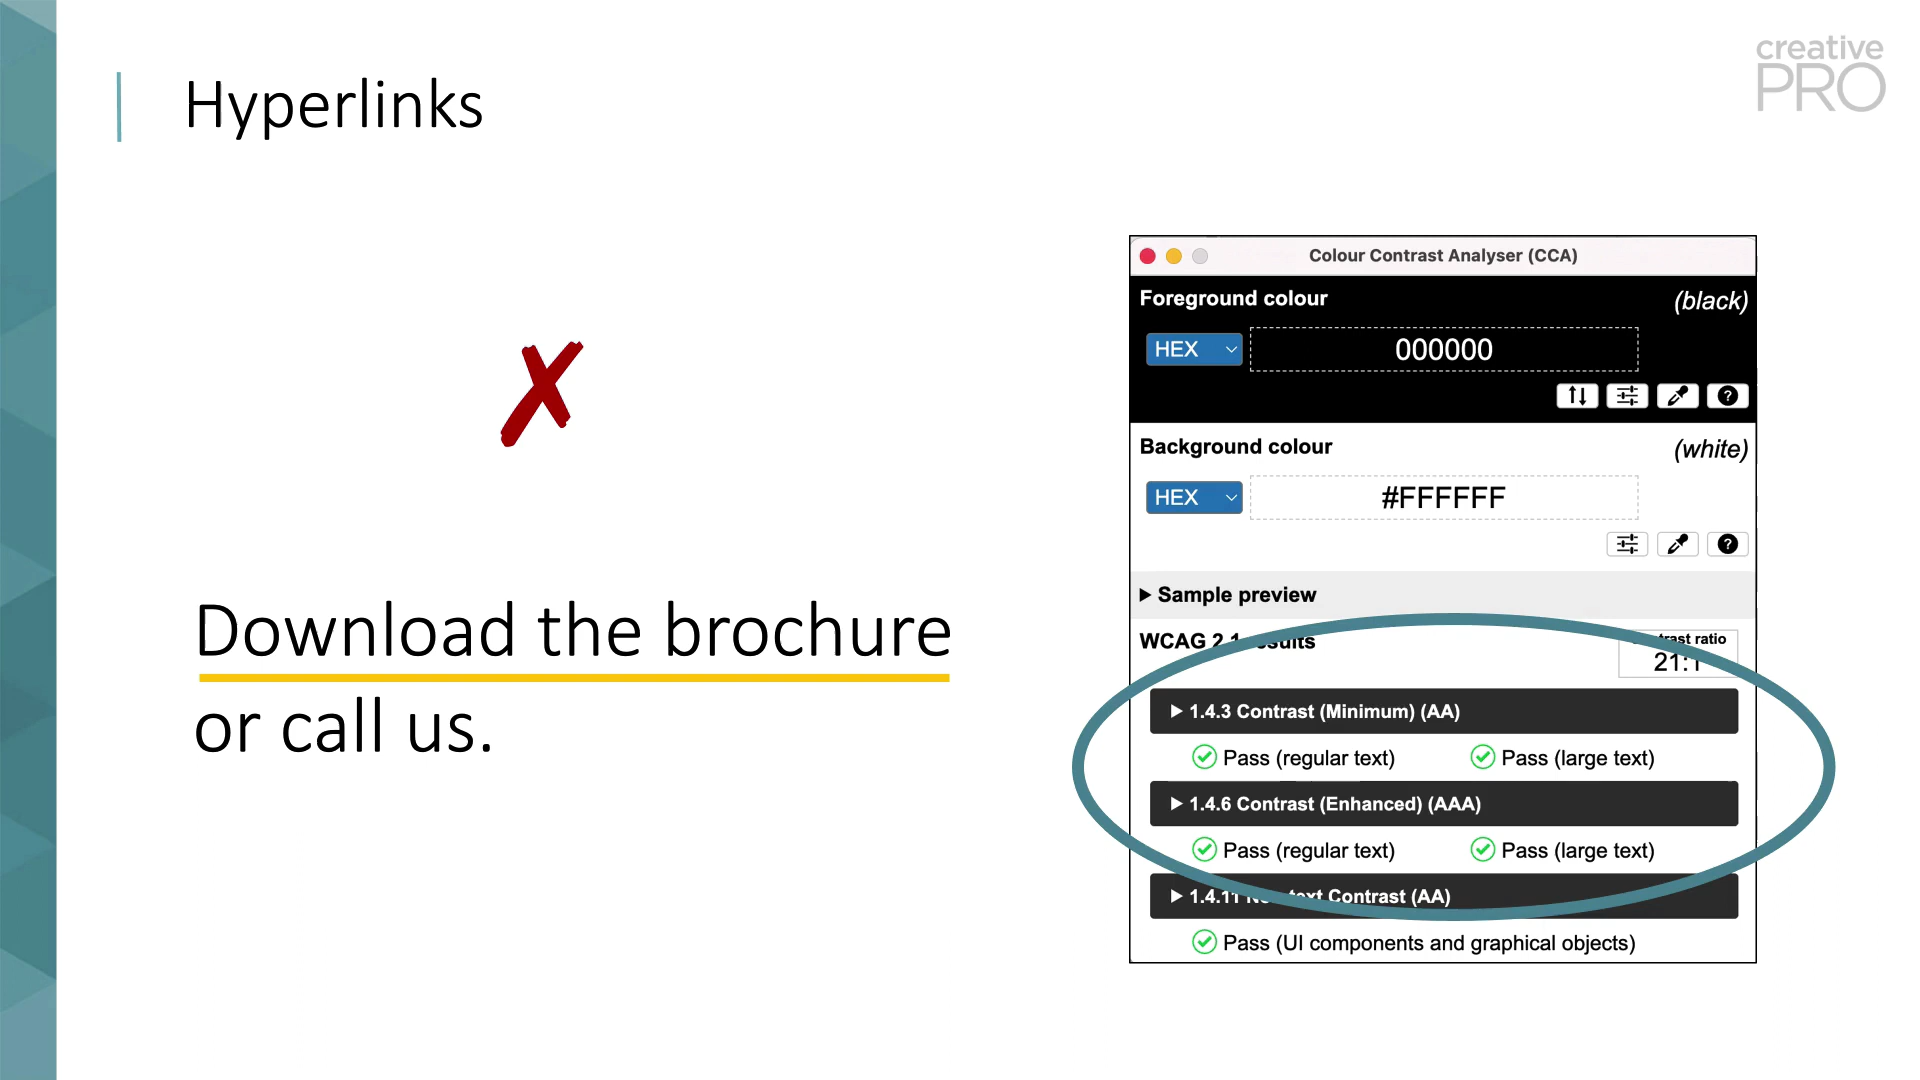 Hyperlinks
creative
PRO
Download the brochure
or call us.
Colour Contrast Analyser (CCA)
Foreground colour
(black)
HEX
000000
?
Background colour
(white)
HEX
#FFFFFF
?
Sample preview
WCAG 2.1
21:1
1.4.3 Contrast (Minimum) (AA)
Pass (regular text) Pass (large text)
1.4.6 Contrast (Enhanced) (AAA)
Pass (regular text) Pass (large text)
1.4.11 Contrast (AA)
Pass (UI components and graphical objects)